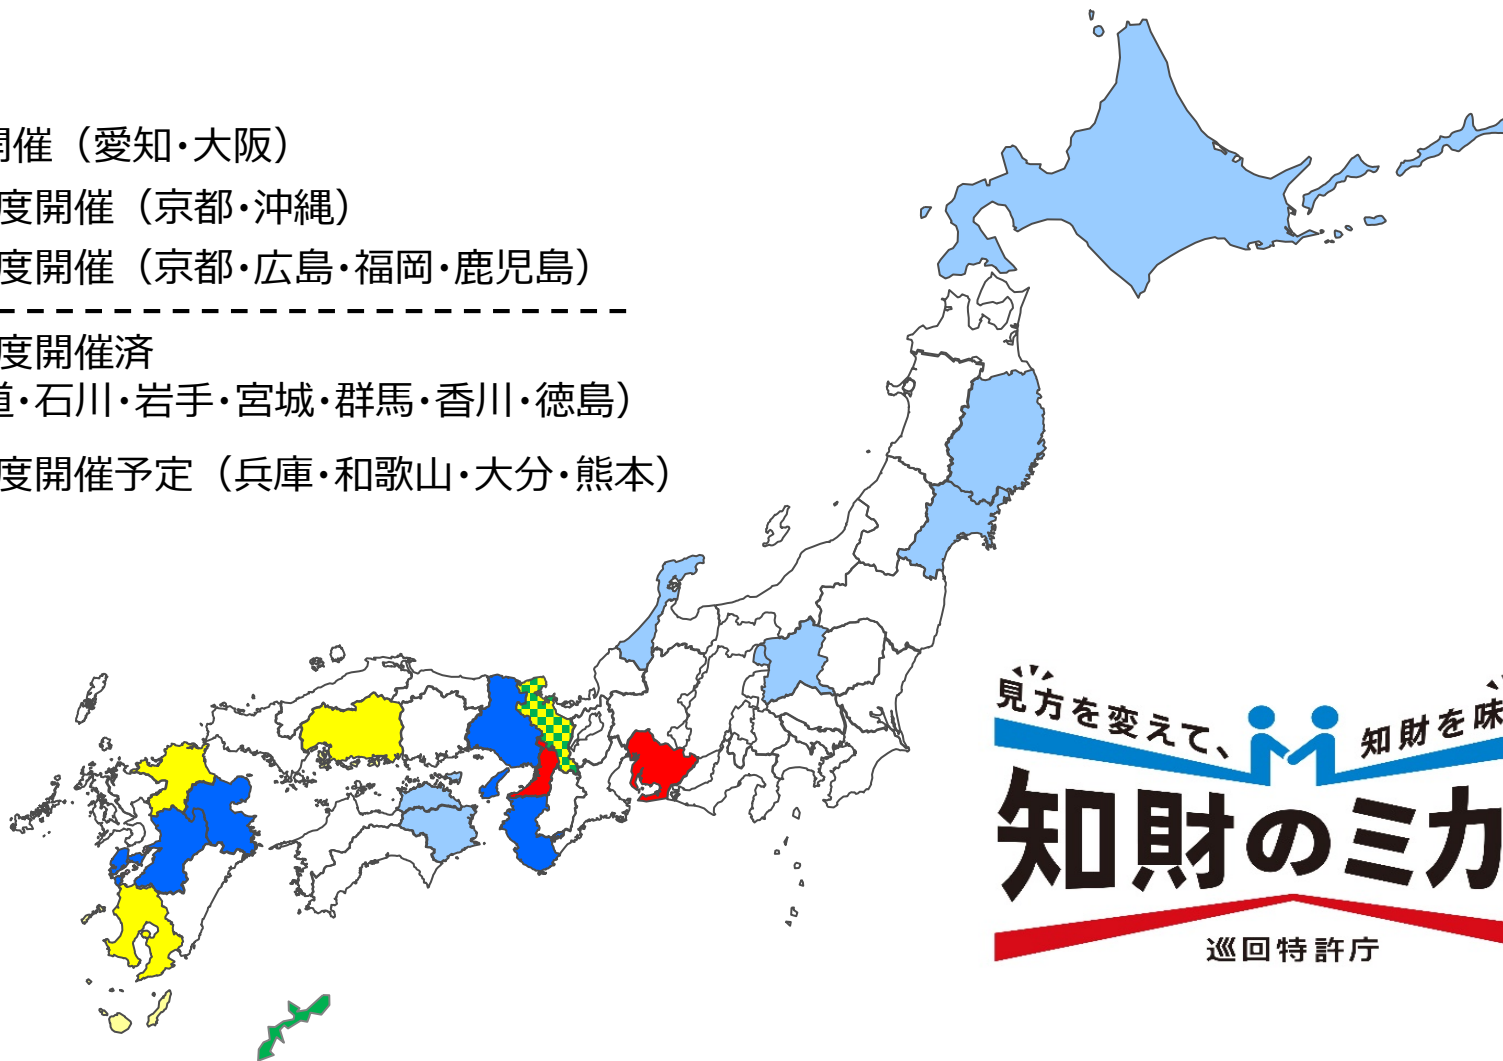 開催（愛知・大阪）
度開催（京都・沖縄）
度開催（京都・広島・福岡・鹿児島）
度開催済
道・石川・岩手・宮城・群馬・香川・徳島）
度開催予定（兵庫・和歌山・大分・熊本）
見方を変えて、知財を味
知財のミカ
巡回特許庁